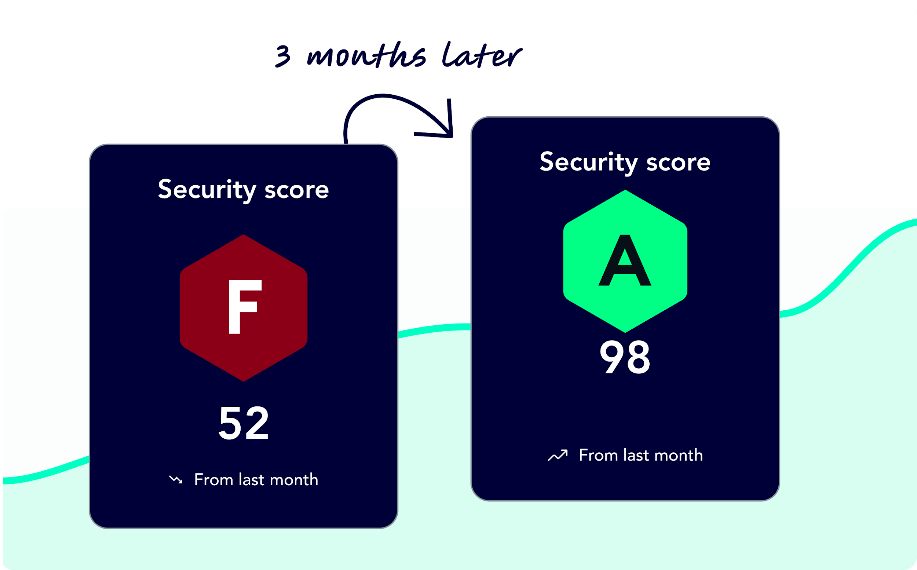 3 months later
Security score
F
52
From last month
Security score
A
98
From last month